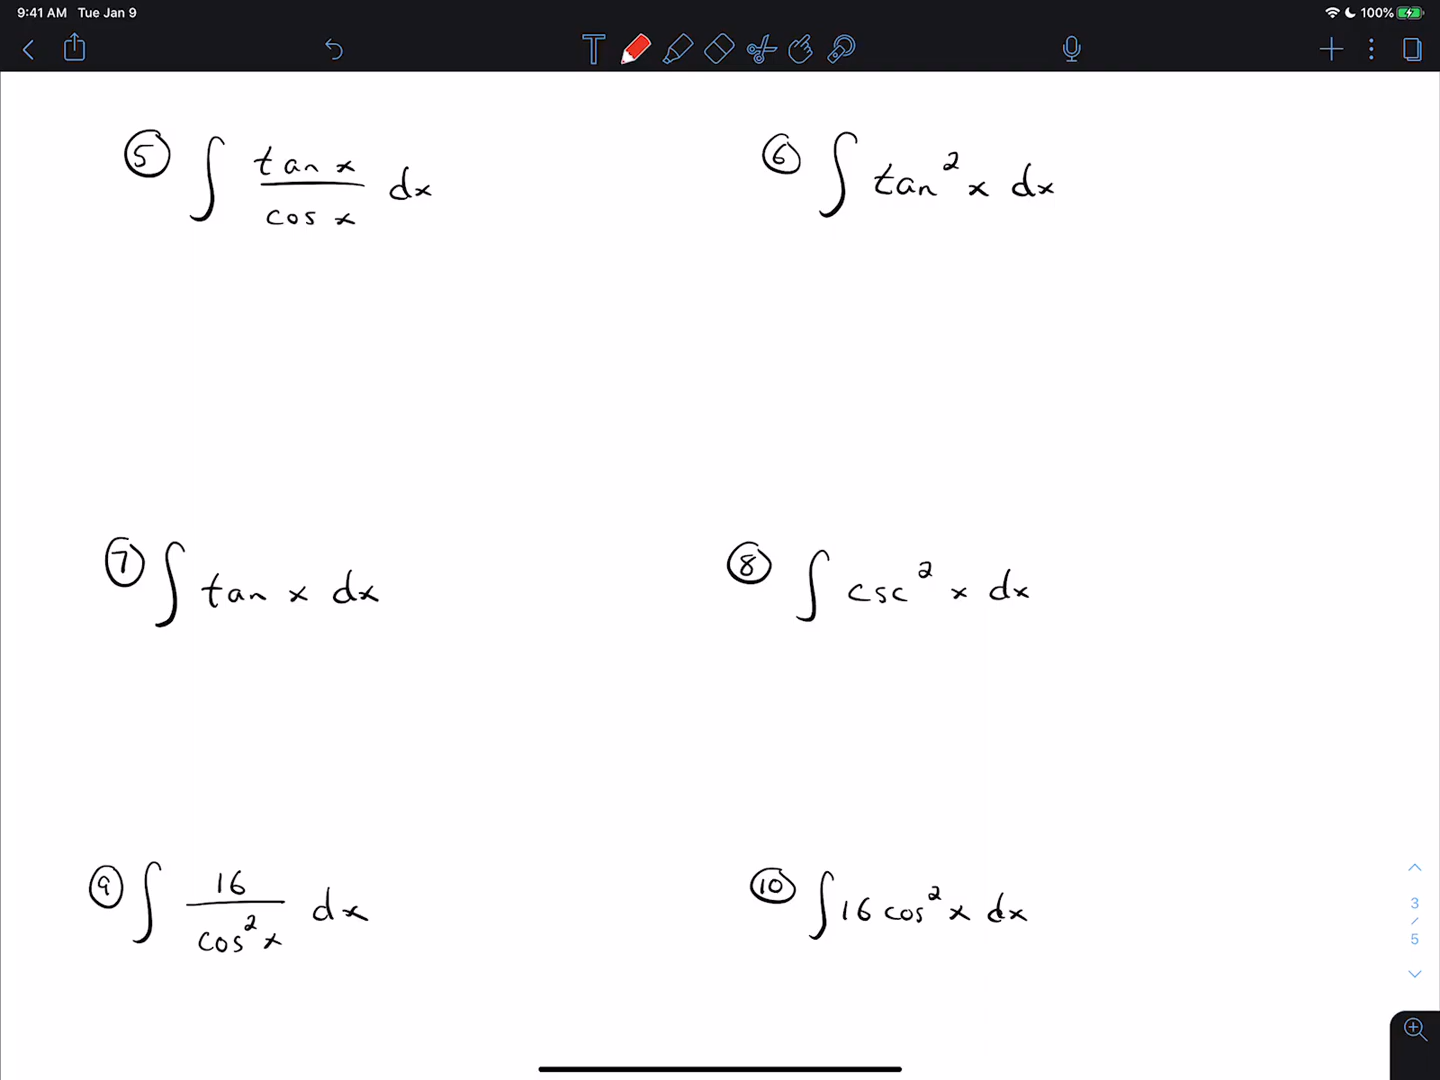 9:41 AM Tue Jan 9
100%
⑤ ∫ tan x / cos x dx
⑥ ∫ tan² x dx
⑦ ∫ tan x dx
⑧ ∫ csc² x dx
⑨ ∫ 16 / cos² x dx
⑩ ∫ 16 cos² x dx
3
/
5